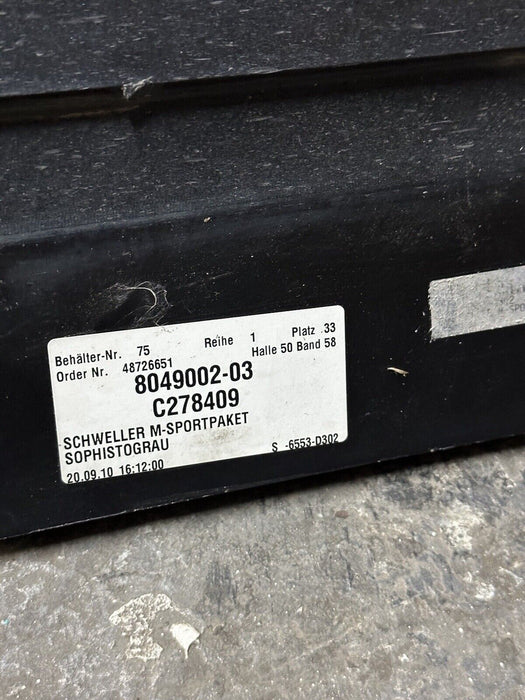 Behälter-Nr. 75 Reihe 1 Platz 33
Order Nr. 48726651 Halle 50 Band 58
8049002-03
C278409
SCHWELLER M-SPORTPAKET
SOPHISTOGRAU
20.09.10 16:12:00 S -6553-D302